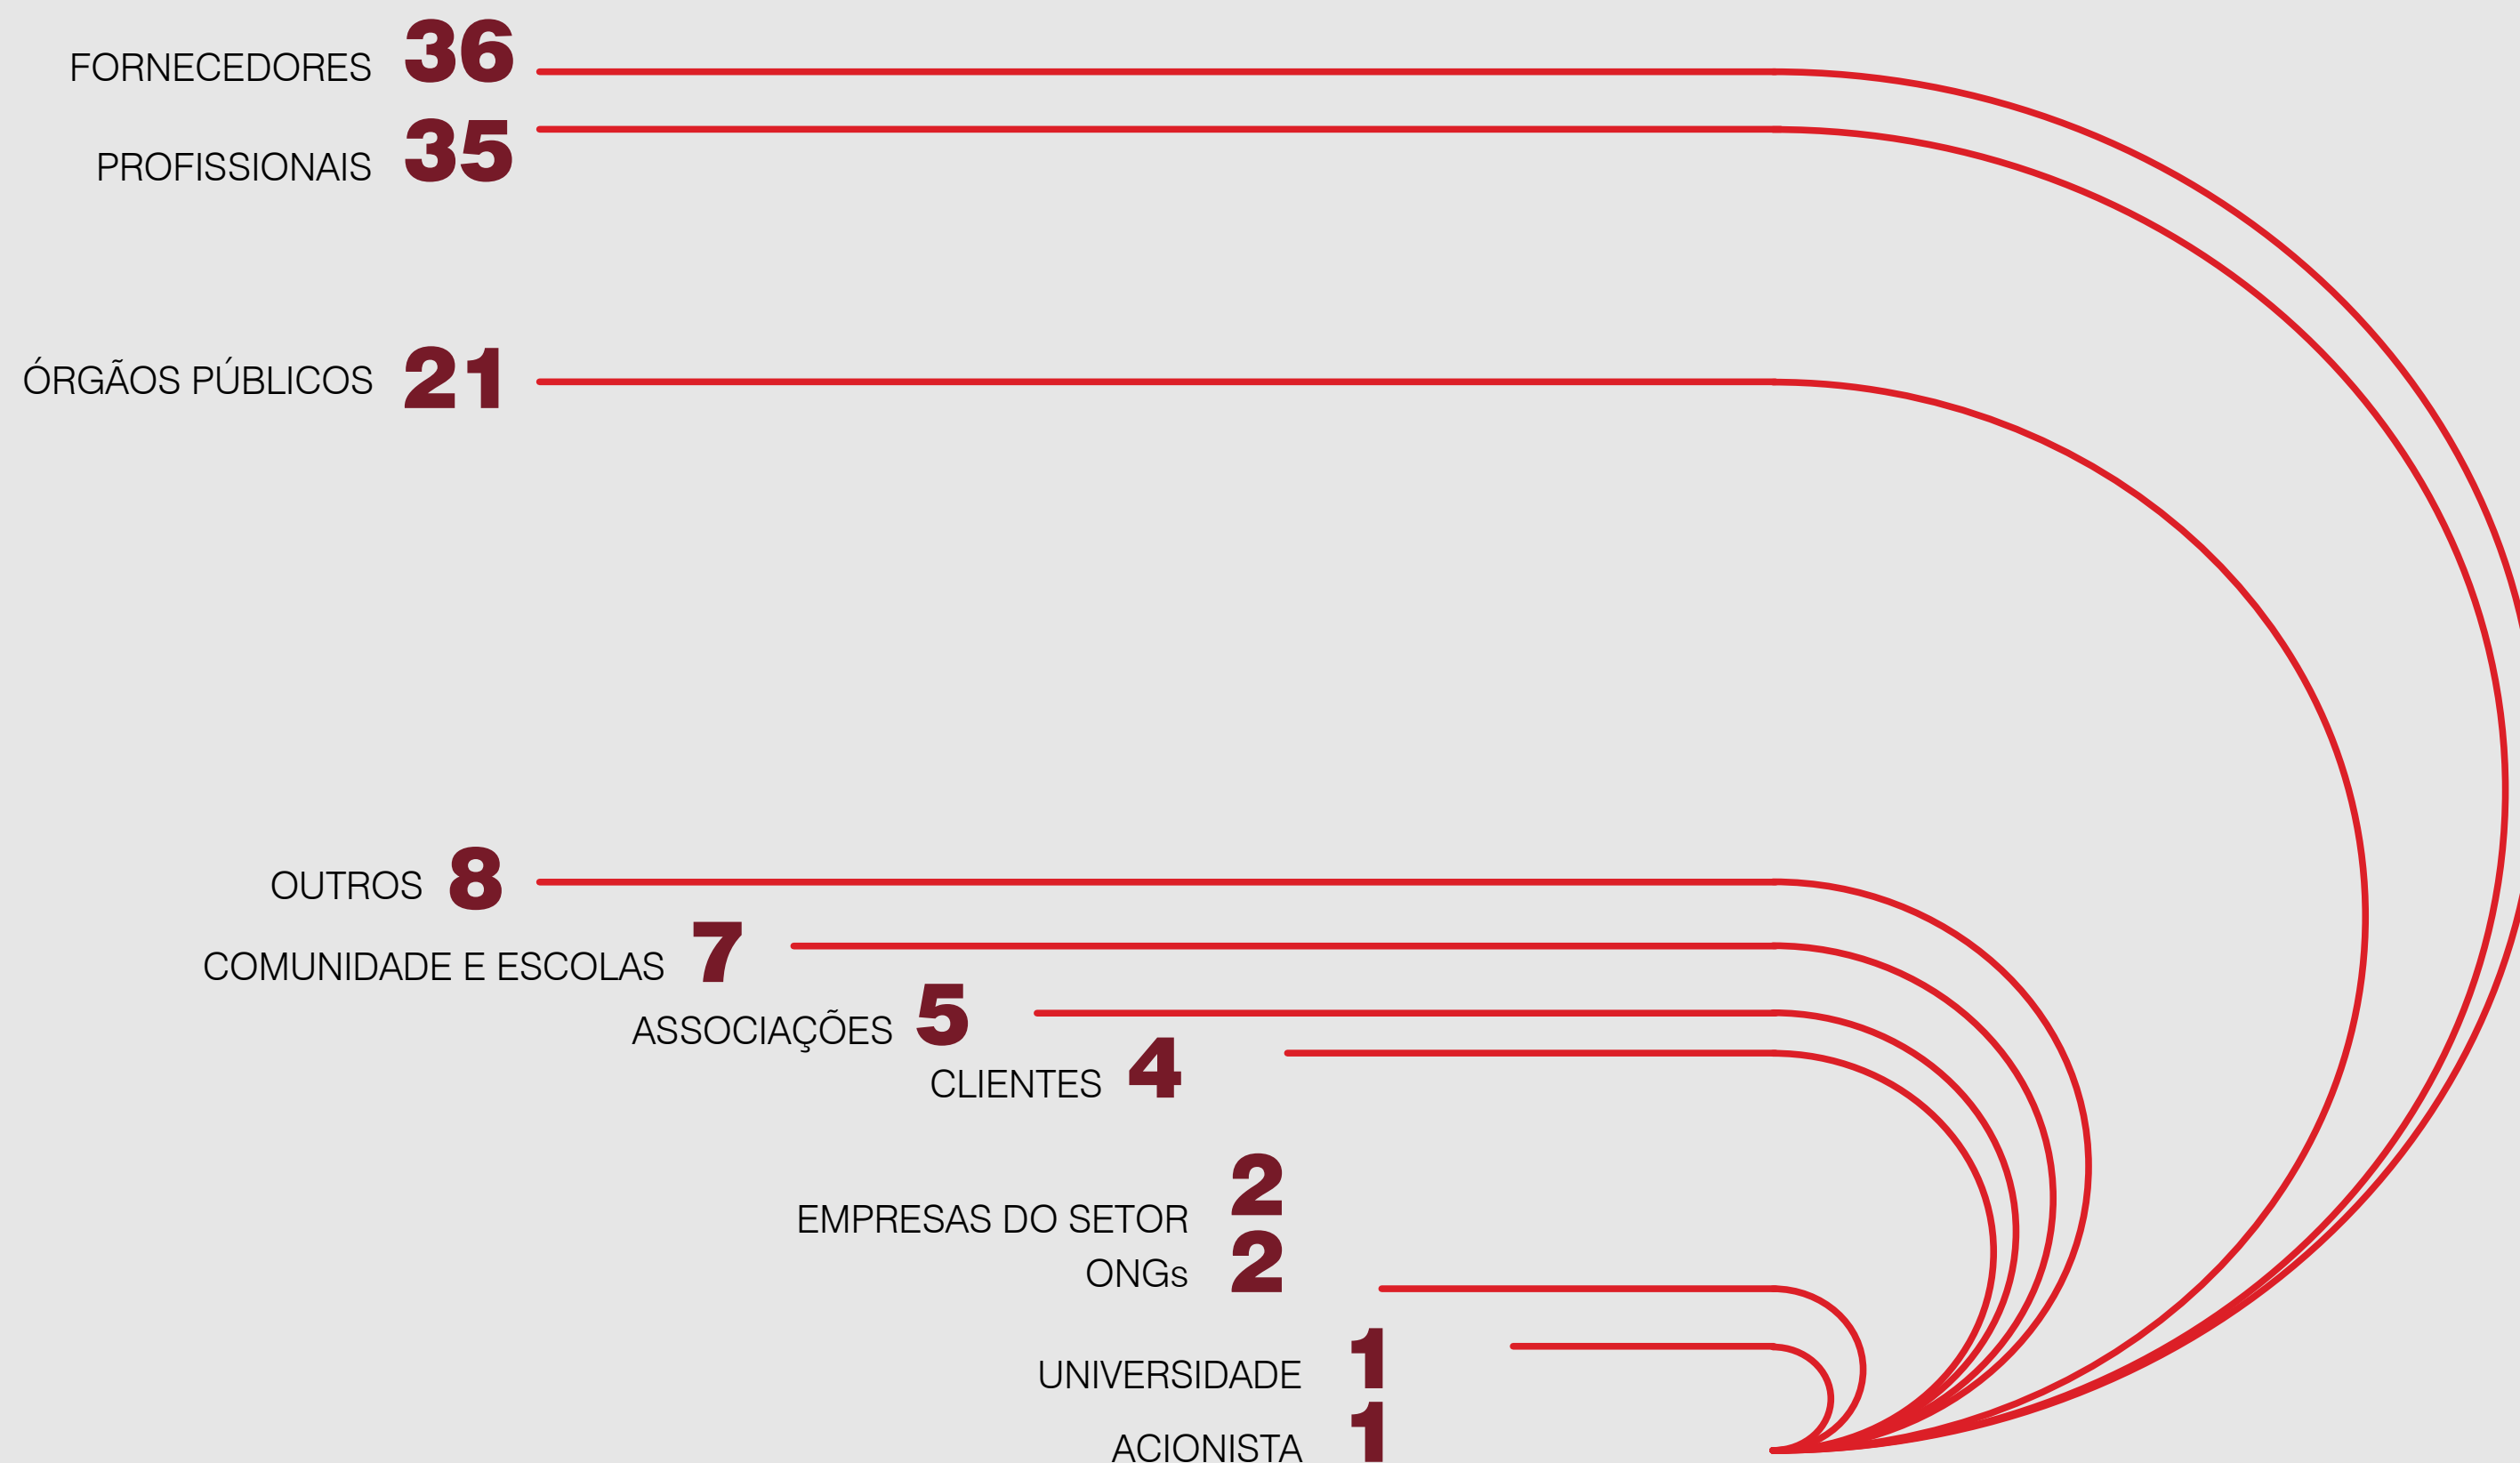 FORNECEDORES 36
PROFISSIONAIS 35
ÓRGÃOS PÚBLICOS 21
OUTROS 8
COMUNIDADE E ESCOLAS 7
ASSOCIAÇÕES 5
CLIENTES 4
EMPRESAS DO SETOR 2
ONGs 2
UNIVERSIDADE 1
ACIONISTA 1